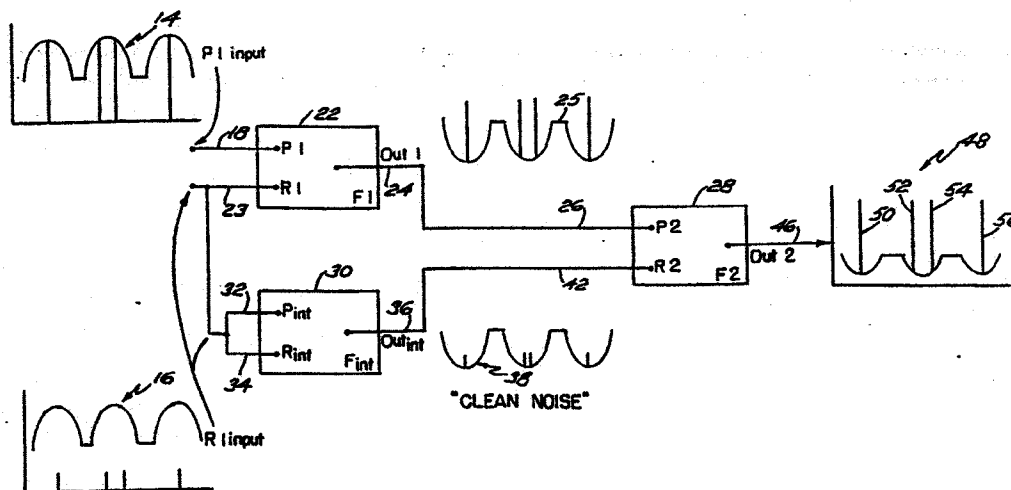 14
P1 input
22
25
18
P1
Out 1
48
23
R1
F1
24
28
52
54
50
26
P2
46
R2
F2
Out 2
30
42
32
Pint
36
Rint
Fint
Outint
34
38
"CLEAN NOISE"
16
R1 input